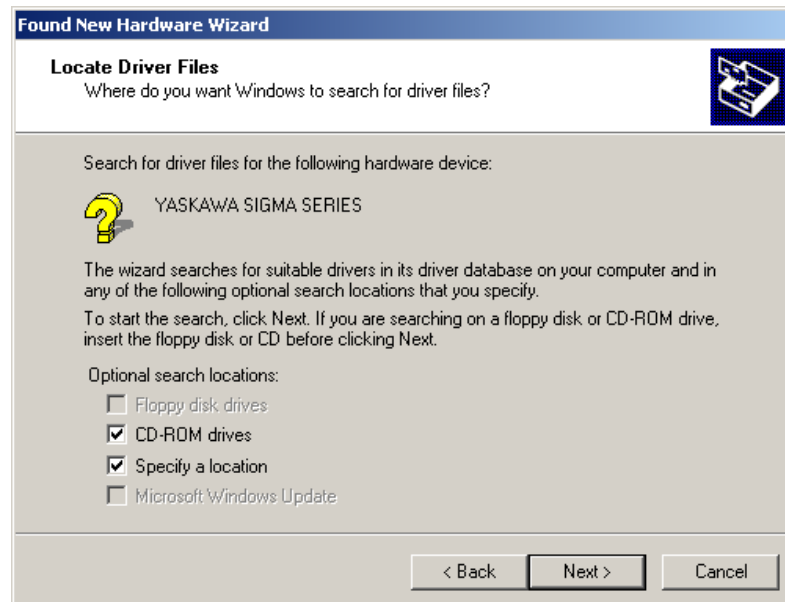 Found New Hardware Wizard
Locate Driver Files
Where do you want Windows to search for driver files?
Search for driver files for the following hardware device:
YASKAWA SIGMA SERIES
The wizard searches for suitable drivers in its driver database on your computer and in
any of the following optional search locations that you specify.
To start the search, click Next. If you are searching on a floppy disk or CD-ROM drive,
insert the floppy disk or CD before clicking Next.
Optional search locations:
Floppy disk drives
CD-ROM drives
Specify a location
Microsoft Windows Update
< Back Next > Cancel